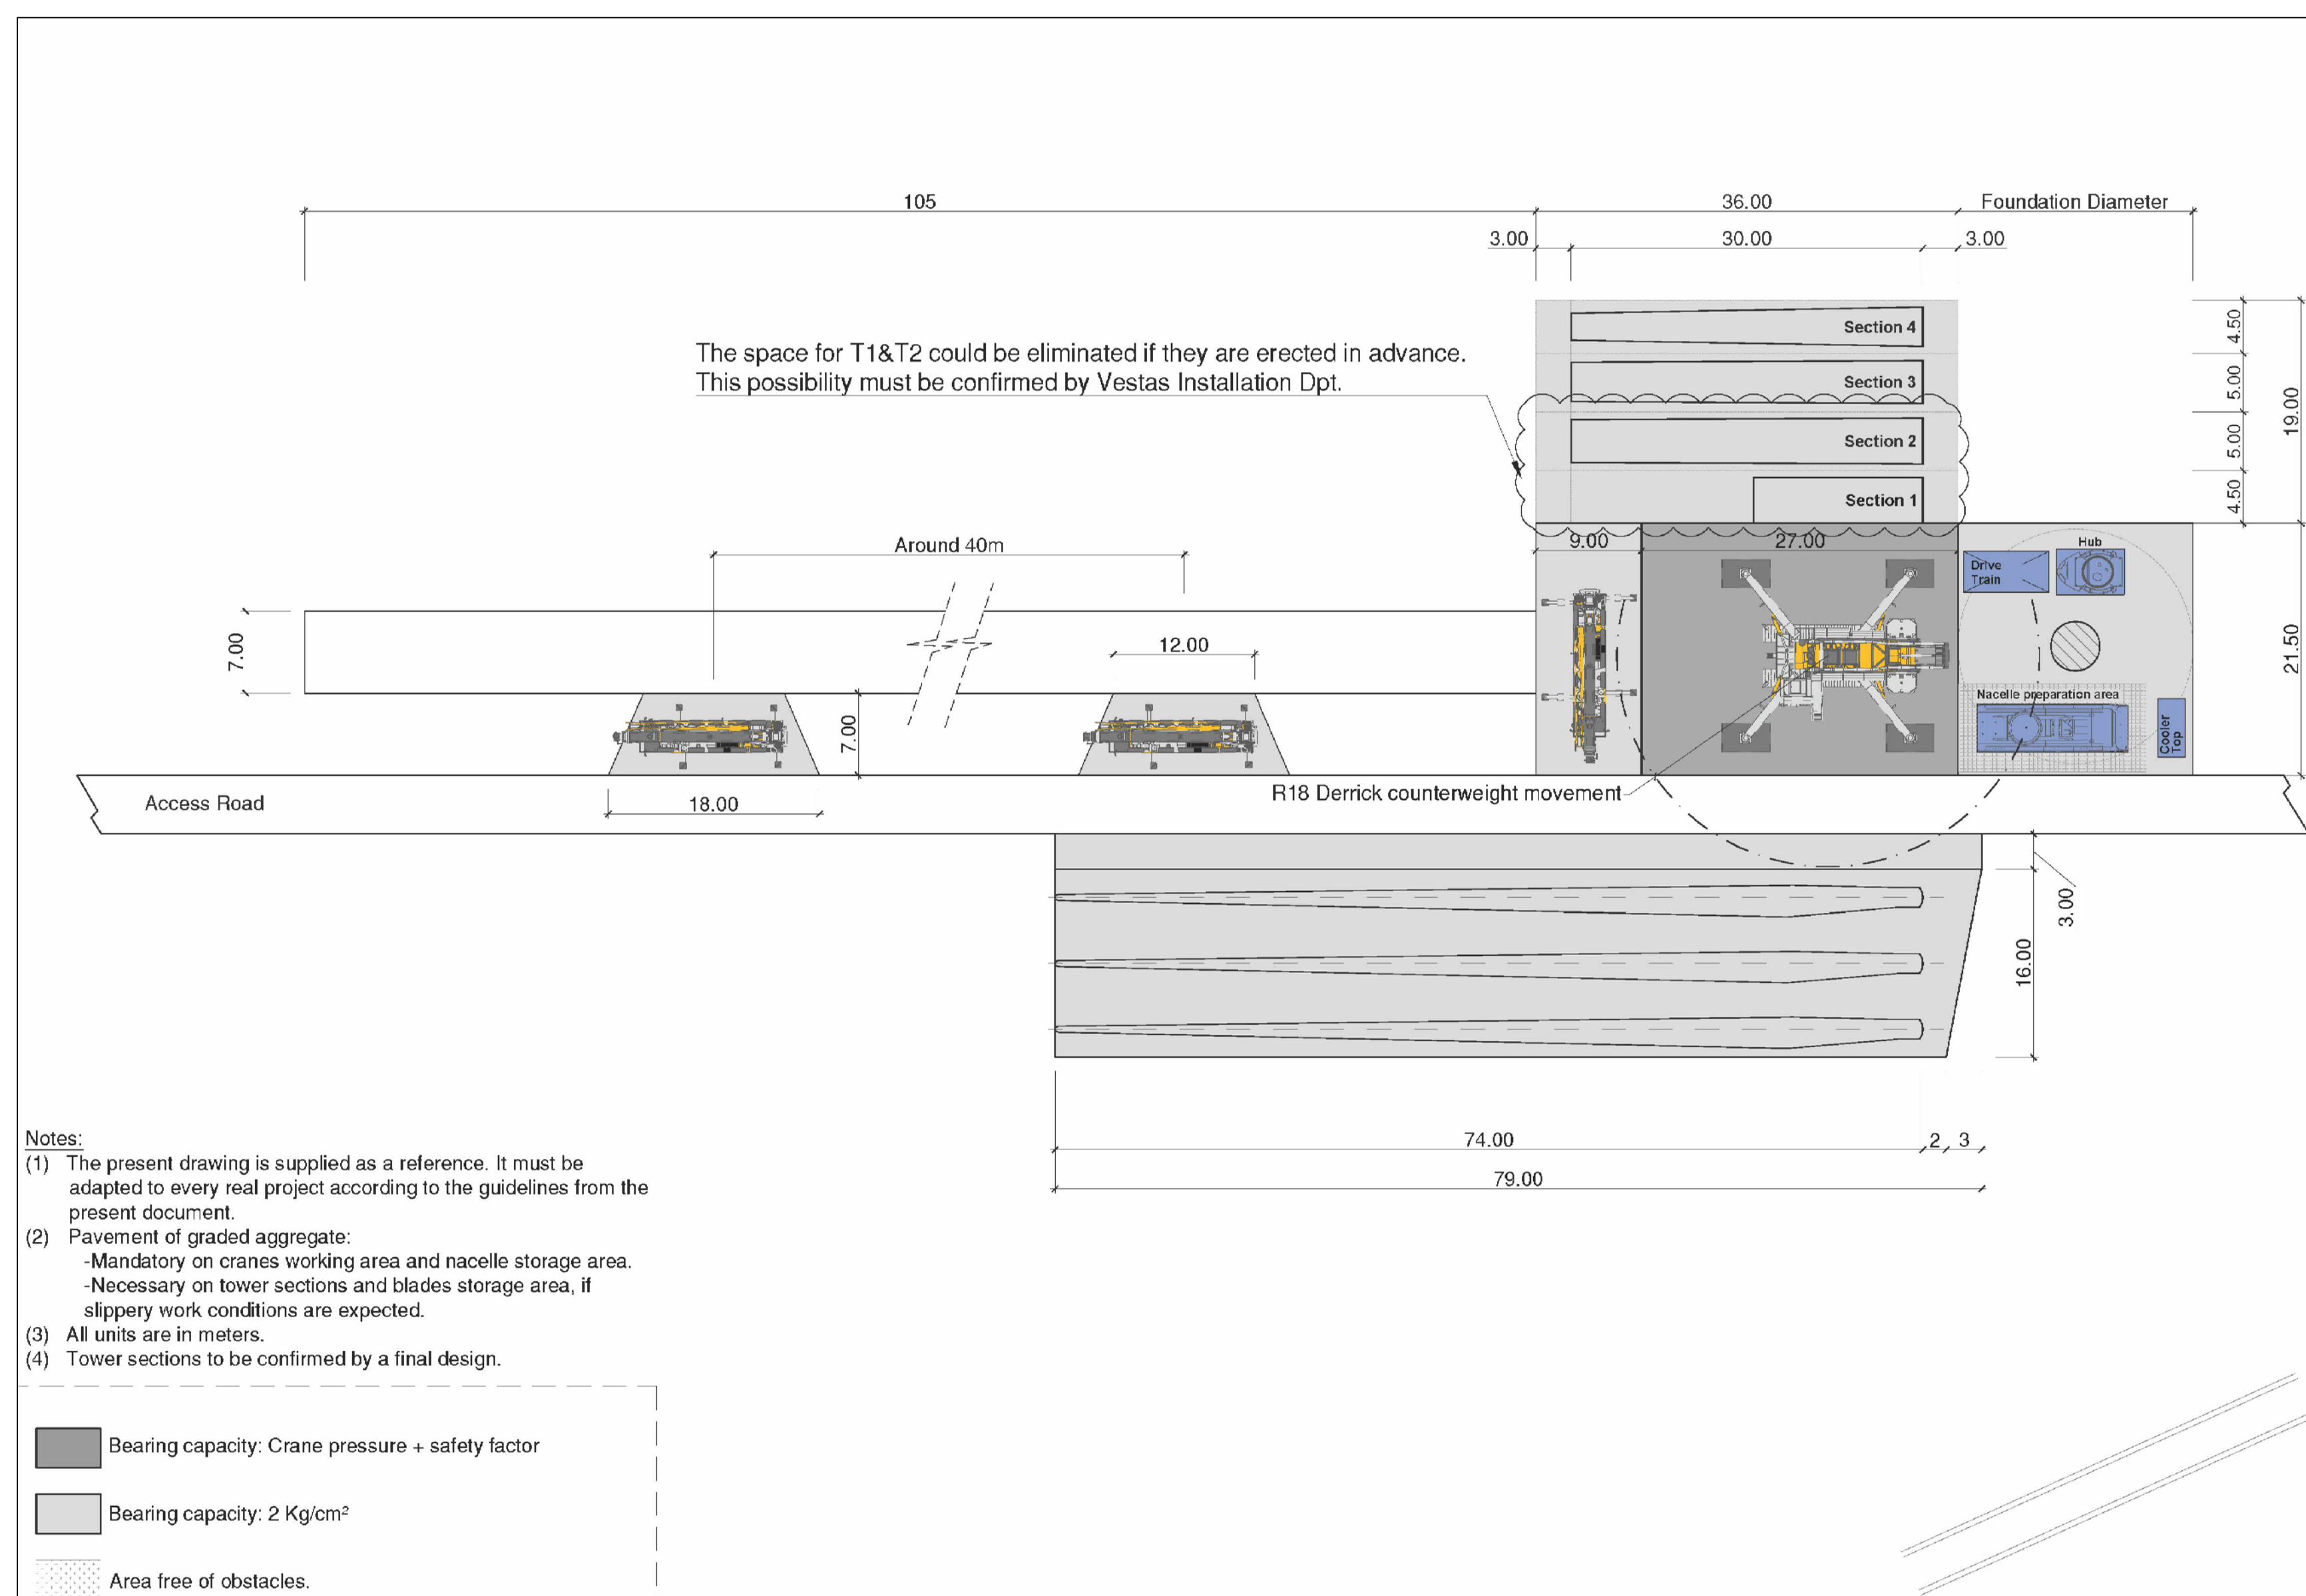 105
36.00
Foundation Diameter
3.00
30.00
3.00
Section 4
4.50
The space for T1&T2 could be eliminated if they are erected in advance.
This possibility must be confirmed by Vestas Installation Dpt.
Section 3
5.00
19.00
Section 2
5.00
Section 1
4.50
Around 40m
9.00
27.00
Hub
Drive
Train
7.00
12.00
21.50
Nacelle preparation area
7.00
Cooler
Top
Access Road
18.00
R18 Derrick counterweight movement
3.00
16.00
74.00
2
3
79.00
Notes:
(1) The present drawing is supplied as a reference. It must be
adapted to every real project according to the guidelines from the
present document.
(2) Pavement of graded aggregate:
-Mandatory on cranes working area and nacelle storage area.
-Necessary on tower sections and blades storage area, if
slippery work conditions are expected.
(3) All units are in meters.
(4) Tower sections to be confirmed by a final design.
Bearing capacity: Crane pressure + safety factor
Bearing capacity: 2 Kg/cm²
Area free of obstacles.